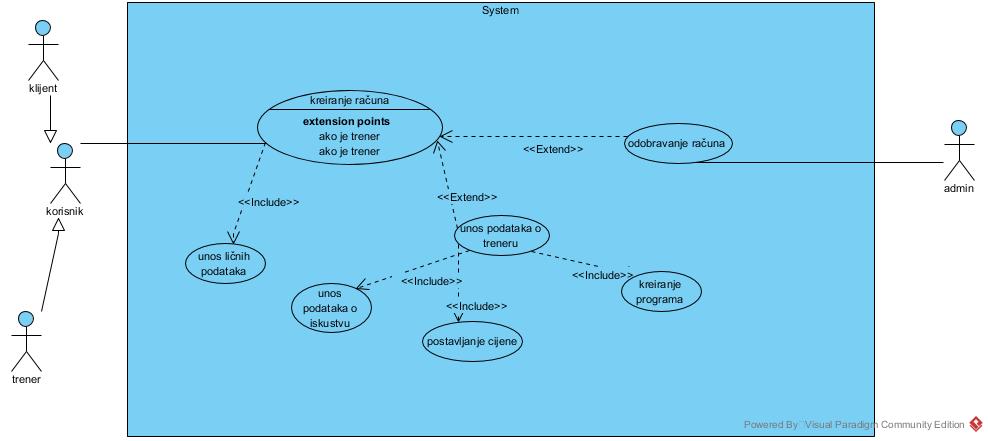 System
klijent
kreiranje računa
extension points
ako je trener
ako je trener
odobravanje računa
<<Extend>>
admin
korisnik
<<Include>>
<<Extend>>
unos podataka o
treneru
unos ličnih
podataka
<<Include>>
<<Include>>
unos
podataka o
iskustvu
kreiranje
programa
<<Include>>
postavljanje cijene
trener
Powered By Visual Paradigm Community Edition